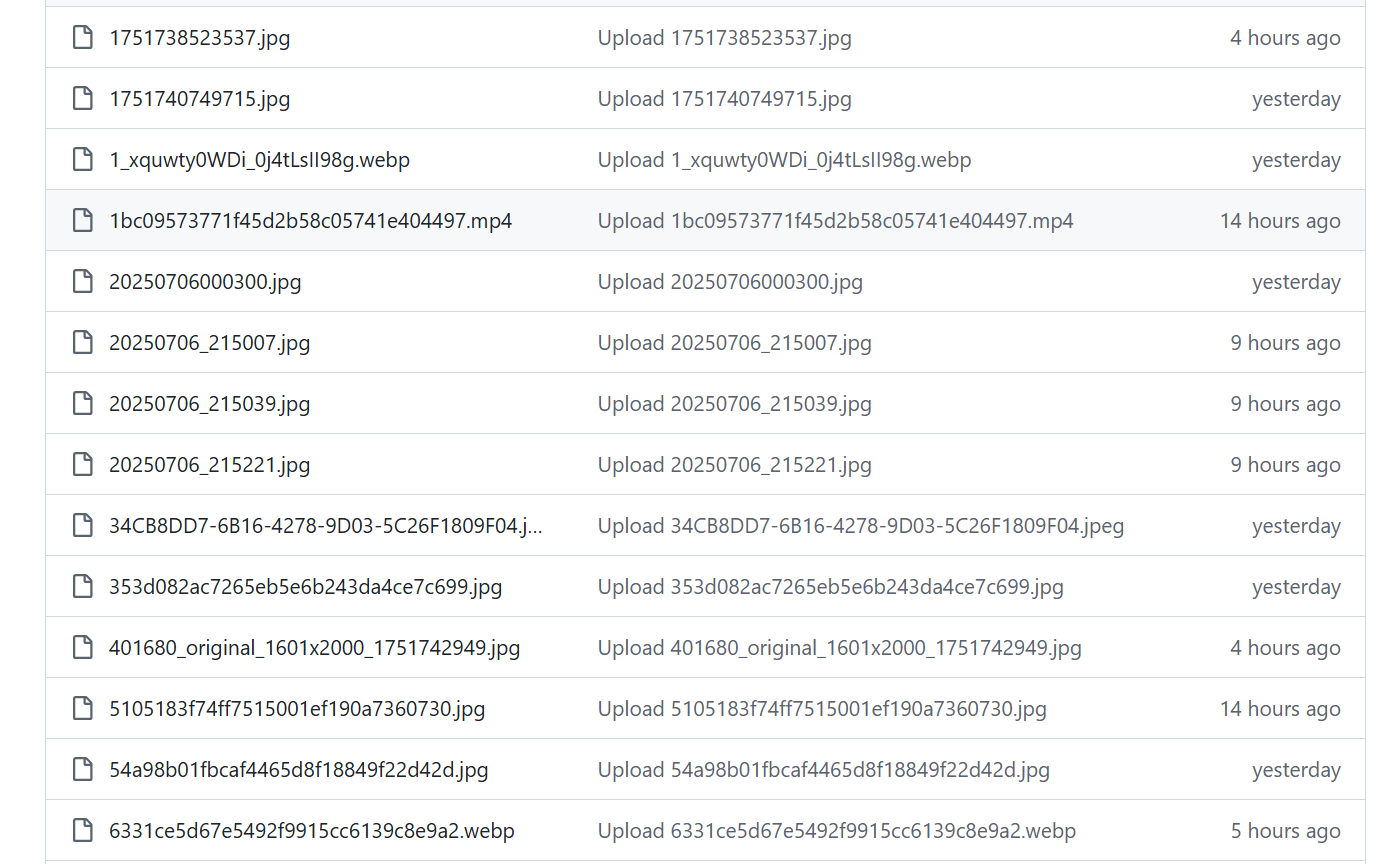 1751738523537.jpg Upload 1751738523537.jpg 4 hours ago
1751740749715.jpg Upload 1751740749715.jpg yesterday
1_xquwty0WDi_0j4tLsII98g.webp Upload 1_xquwty0WDi_0j4tLsII98g.webp yesterday
1bc09573771f45d2b58c05741e404497.mp4 Upload 1bc09573771f45d2b58c05741e404497.mp4 14 hours ago
20250706000300.jpg Upload 20250706000300.jpg yesterday
20250706_215007.jpg Upload 20250706_215007.jpg 9 hours ago
20250706_215039.jpg Upload 20250706_215039.jpg 9 hours ago
20250706_215221.jpg Upload 20250706_215221.jpg 9 hours ago
34CB8DD7-6B16-4278-9D03-5C26F1809F04.j... Upload 34CB8DD7-6B16-4278-9D03-5C26F1809F04.jpeg yesterday
353d082ac7265eb5e6b243da4ce7c699.jpg Upload 353d082ac7265eb5e6b243da4ce7c699.jpg yesterday
401680_original_1601x2000_1751742949.jpg Upload 401680_original_1601x2000_1751742949.jpg 4 hours ago
5105183f74ff7515001ef190a7360730.jpg Upload 5105183f74ff7515001ef190a7360730.jpg 14 hours ago
54a98b01fbcaf4465d8f18849f22d42d.jpg Upload 54a98b01fbcaf4465d8f18849f22d42d.jpg yesterday
6331ce5d67e5492f9915cc6139c8e9a2.webp Upload 6331ce5d67e5492f9915cc6139c8e9a2.webp 5 hours ago